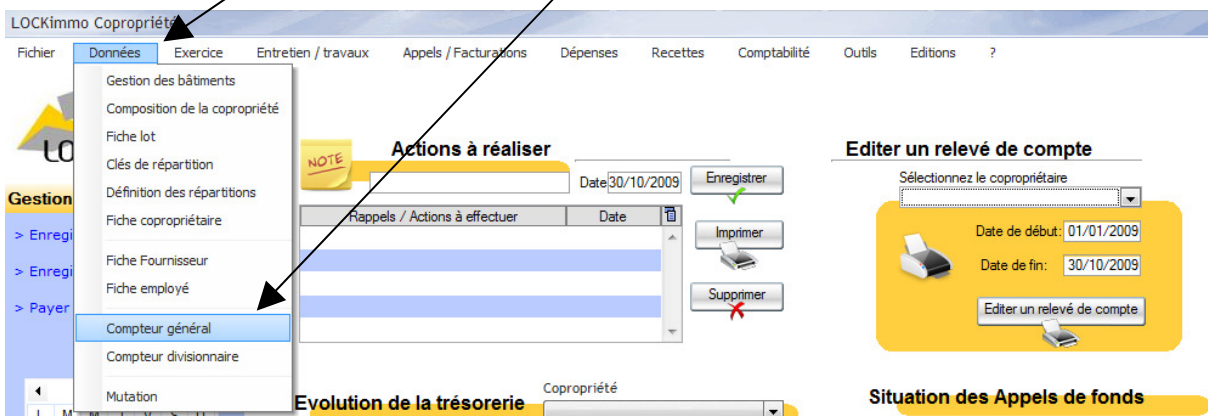 LOCKimmo Copropriété
Fichier Données Exercice Entretien / travaux Appels / Facturations Dépenses Recettes Comptabilité Outils Editions ?
Gestion des bâtiments
Composition de la copropriété
Fiche lot
Clés de répartition
Définition des répartitions
Fiche copropriétaire
Fiche Fournisseur
Fiche employé
Compteur général
Compteur divisionnaire
Mutation
LO
Gestion
> Enregi
> Enregi
> Payer
L M M J V S D
NOTE
Actions à réaliser
Date 30/10/2009 Enregistrer
Rappels / Actions à effectuer Date
Imprimer
Supprimer
Editer un relevé de compte
Sélectionnez le copropriétaire
Date de début: 01/01/2009
Date de fin: 30/10/2009
Editer un relevé de compte
Evolution de la trésorerie
Copropriété
Situation des Appels de fonds